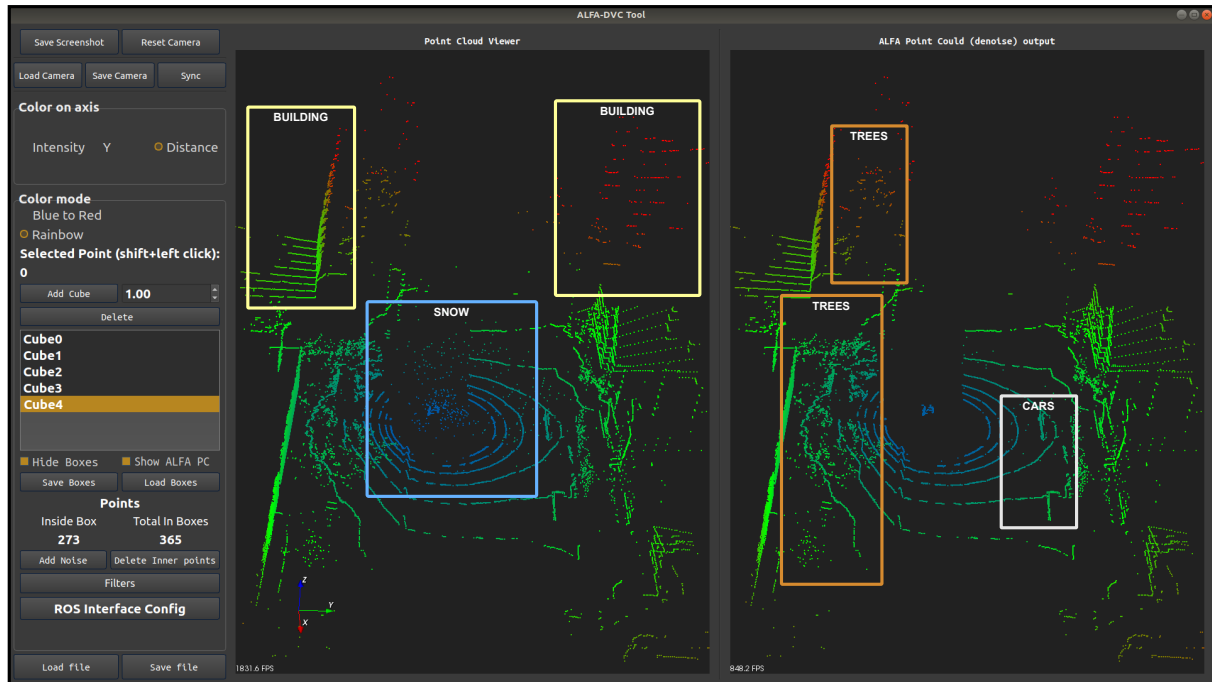 ALFA-DVC Tool
Save Screenshot Reset Camera
Load Camera Save Camera Sync
Color on axis
Intensity Y Distance
Color mode
Blue to Red
Rainbow
Selected Point (shift+left click):
0
Add Cube 1.00
Delete
Cube0
Cube1
Cube2
Cube3
Cube4
Hide Boxes Show ALFA PC
Save Boxes Load Boxes
Points
Inside Box Total In Boxes
273 365
Add Noise Delete Inner points
Filters
ROS Interface Config
Load file Save file
Point Cloud Viewer
BUILDING
BUILDING
SNOW
Z
Y
X
1831.6 FPS
ALFA Point Could (denoise) output
TREES
TREES
CARS
848.2 FPS